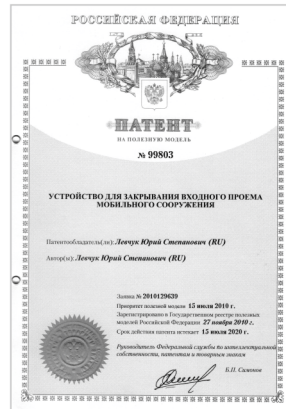 РОССИЙСКАЯ ФЕДЕРАЦИЯ
ПАТЕНТ
НА ПОЛЕЗНУЮ МОДЕЛЬ
№ 99803
УСТРОЙСТВО ДЛЯ ЗАКРЫВАНИЯ ВХОДНОГО ПРОЕМА
МОБИЛЬНОГО СООРУЖЕНИЯ
Патентообладатель(ли): Левчук Юрий Степанович (RU)
Автор(ы): Левчук Юрий Степанович (RU)
Заявка № 2010129639
Приоритет полезной модели 15 июля 2010 г.
Зарегистрировано в Государственном реестре полезных
моделей Российской Федерации 27 ноября 2010 г.
Срок действия патента истекает 15 июля 2020 г.
Руководитель Федеральной службы по интеллектуальной
собственности, патентам и товарным знакам
Б.П. Симонов